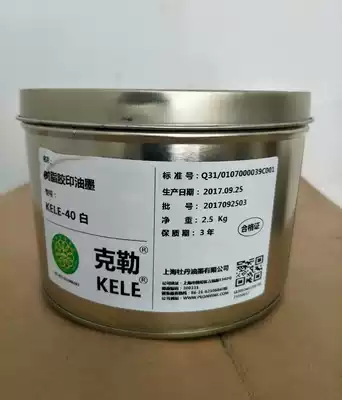 树脂胶印油墨
KELE-40 白
克勒®
KELE®
标 准 号: Q31/0107000039C001
生产日期: 2017.09.25
批 号: 2017092503
净 重: 2.5 Kg
保 质 期: 3 年
合格证
上海牡丹油墨有限公司